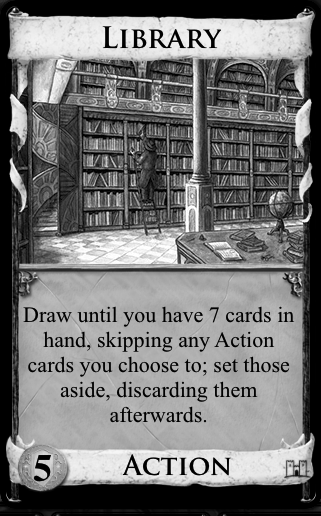 LIBRARY
Draw until you have 7 cards in
hand, skipping any Action
cards you choose to; set those
aside, discarding them
afterwards.
5 ACTION